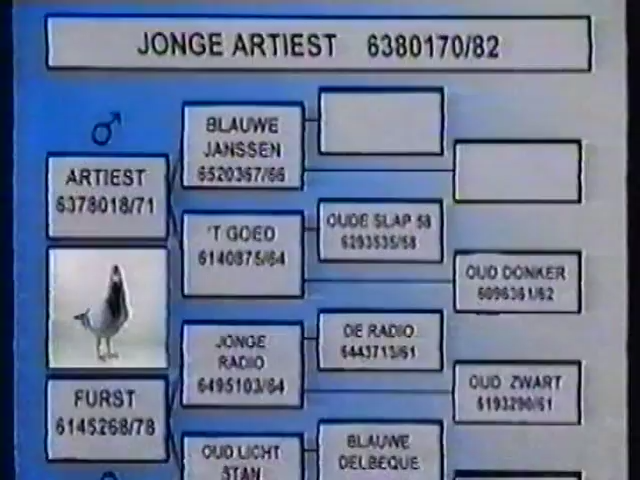 JONGE ARTIEST 6380170/82
ARTIEST
6378018/71
BLAUWE
JANSSEN
6520367/66
'T GOED
6140875/64
OUDE SLAP 58
6293535/58
OUD DONKER
6096361/62
JONGE
RADIO
6495103/64
DE RADIO
6443713/61
OUD ZWART
6193290/61
FURST
6145268/78
OUD LICHT
STAN
BLAUWE
DELBEQUE